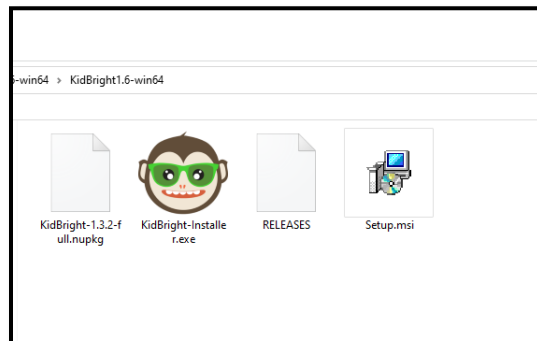 6-win64 > KidBright1.6-win64
KidBright-1.3.2-f
ull.nupkg
KidBright-Installe
r.exe
RELEASES
Setup.msi